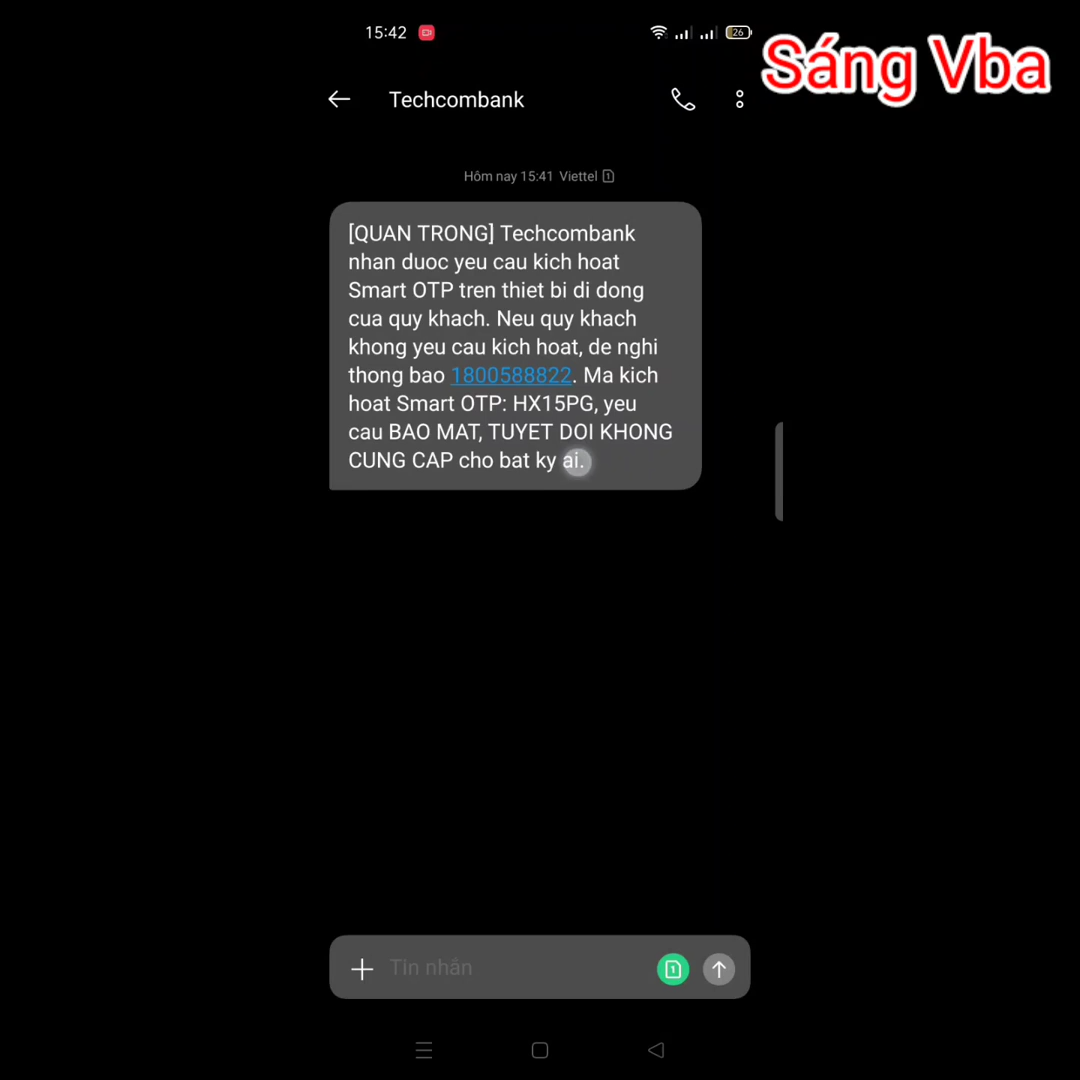 15:42
26
Sáng Vba
Techcombank
Hôm nay 15:41 Viettel 1
[QUAN TRONG] Techcombank
nhan duoc yeu cau kich hoat
Smart OTP tren thiet bi di dong
cua quy khach. Neu quy khach
khong yeu cau kich hoat, de nghi
thong bao 1800588822. Ma kich
hoat Smart OTP: HX15PG, yeu
cau BAO MAT, TUYET DOI KHONG
CUNG CAP cho bat ky ai.
Tin nhắn
1